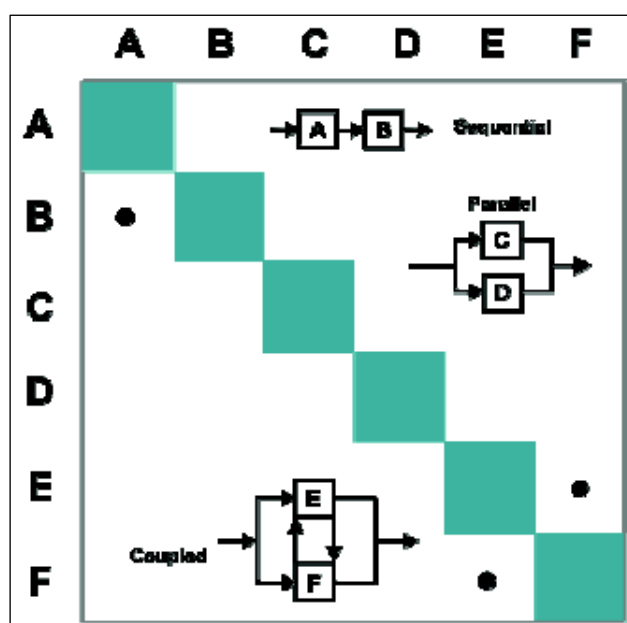 A B C D E F
A
A B Sequential
B
Parallel
C
C
D
D
E
E
Coupled
F
F